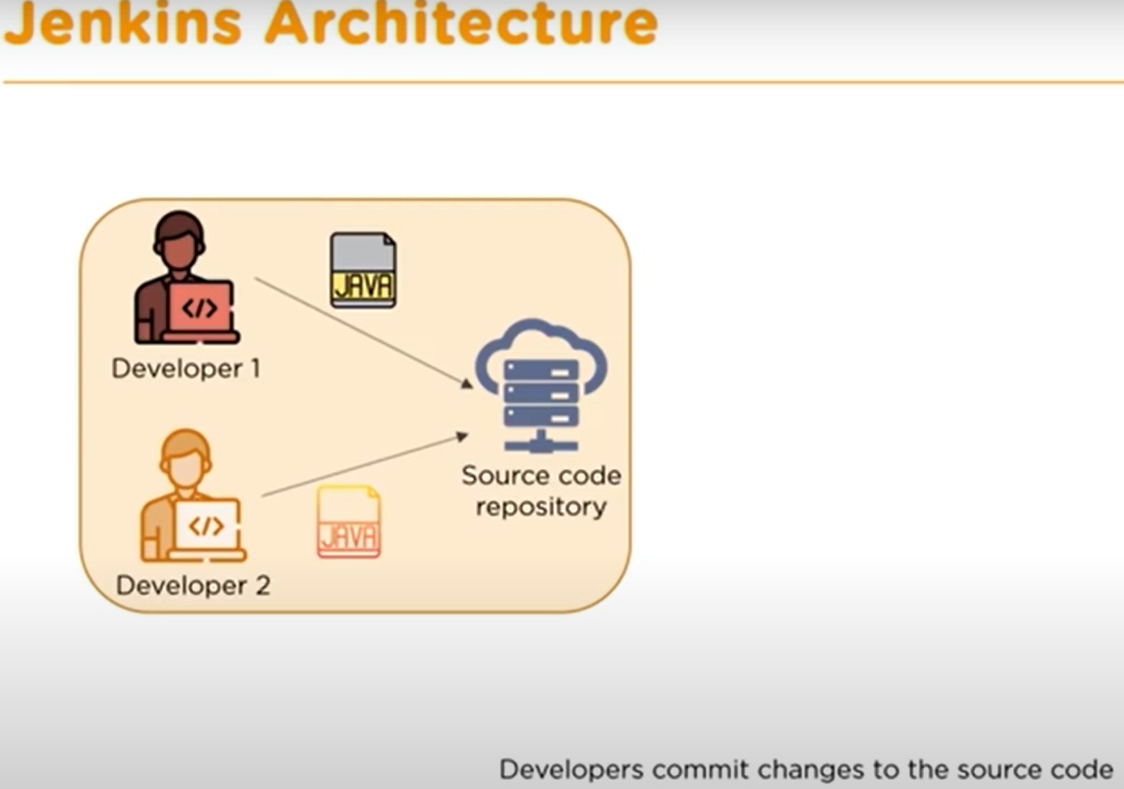 Jenkins Architecture
</>
JAVA
Developer 1
Source code
repository
</>
JAVA
Developer 2
Developers commit changes to the source code